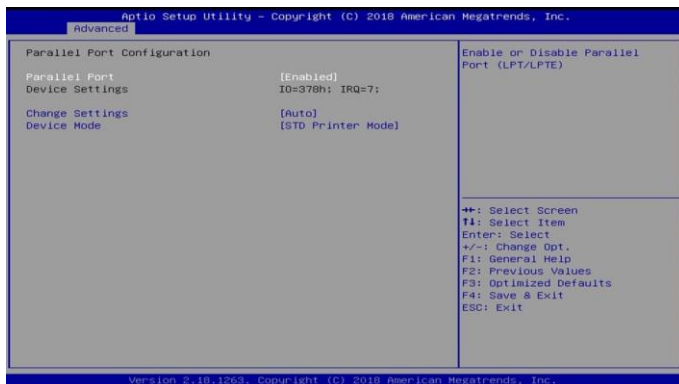 Aptio Setup Utility – Copyright (C) 2018 American Megatrends, Inc.
Advanced
Parallel Port Configuration
Parallel Port [Enabled]
Device Settings IO=378h; IRQ=7;
Change Settings [Auto]
Device Mode [STD Printer Mode]
Enable or Disable Parallel
Port (LPT/LPTE)
→←: Select Screen
↑↓: Select Item
Enter: Select
+/-: Change Opt.
F1: General Help
F2: Previous Values
F3: Optimized Defaults
F4: Save & Exit
ESC: Exit
Version 2.18.1263. Copyright (C) 2018 American Megatrends, Inc.